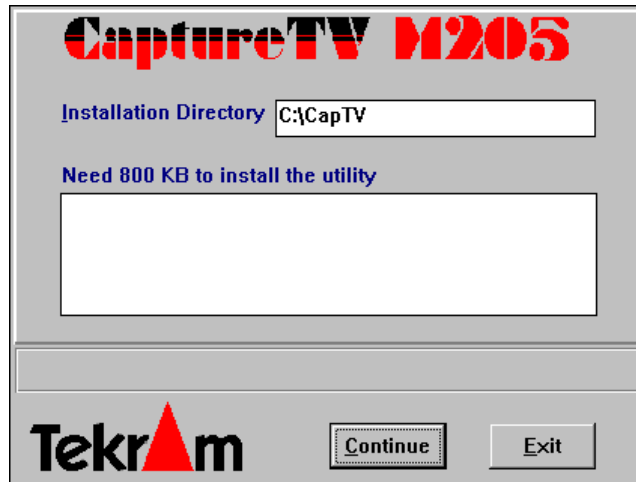 CaptureTV M205
Installation Directory C:\CapTV
Need 800 KB to install the utility
Tekram
Continue Exit